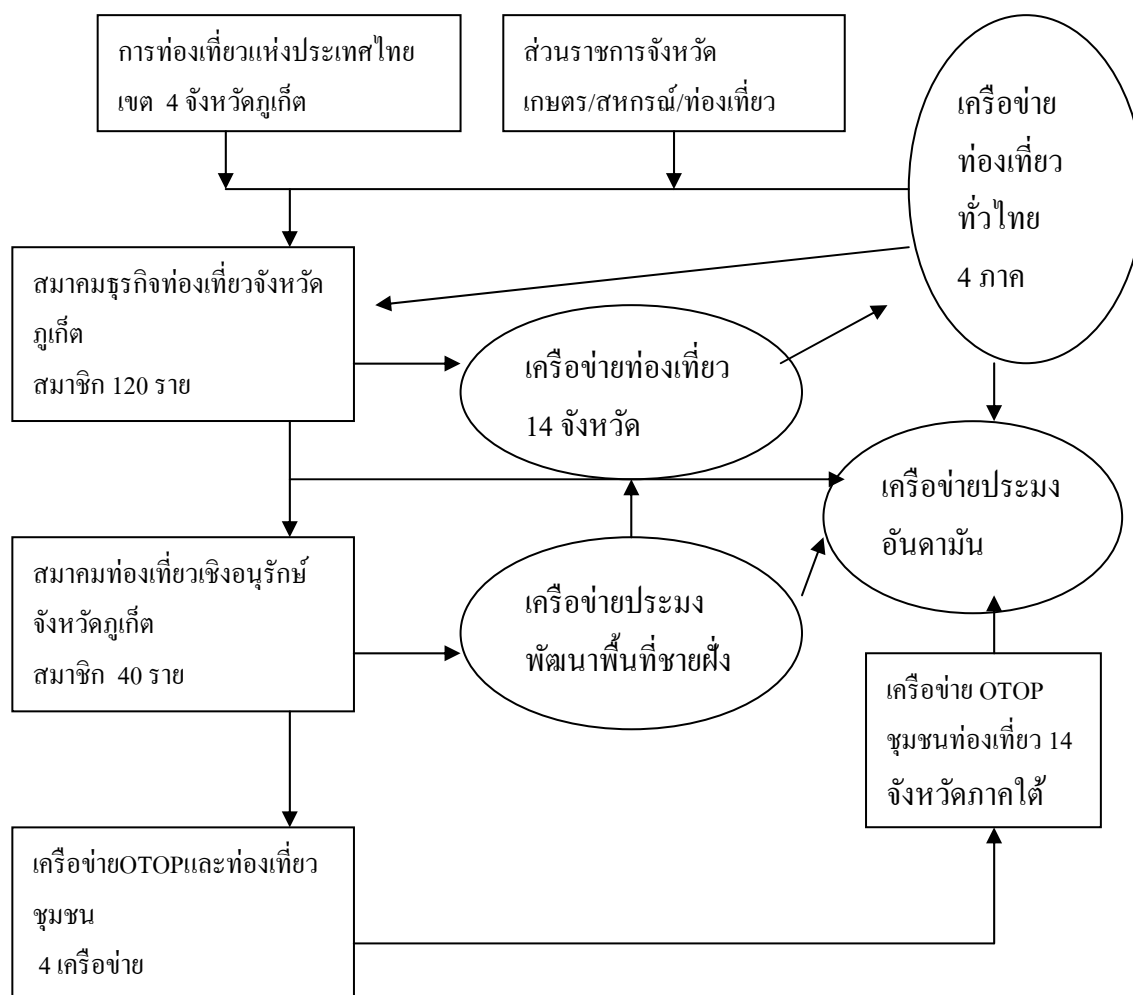 การท่องเที่ยวแห่งประเทศไทย
เขต 4 จังหวัดภูเก็ต
ส่วนราชการจังหวัด
เกษตร/สหกรณ์/ท่องเที่ยว
เครือข่าย
ท่องเที่ยว
ทั่วไทย
4 ภาค
สมาคมธุรกิจท่องเที่ยวจังหวัด
ภูเก็ต
สมาชิก 120 ราย
เครือข่ายท่องเที่ยว
14 จังหวัด
เครือข่ายประมง
อันดามัน
สมาคมท่องเที่ยวเชิงอนุรักษ์
จังหวัดภูเก็ต
สมาชิก 40 ราย
เครือข่ายประมง
พัฒนาพื้นที่ชายฝั่ง
เครือข่าย OTOP
ชุมชนท่องเที่ยว 14
จังหวัดภาคใต้
เครือข่ายOTOPและท่องเที่ยว
ชุมชน
4 เครือข่าย